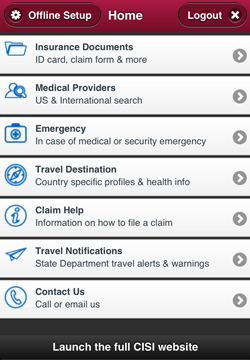 Offline Setup Home Logout
Insurance Documents
ID card, claim form & more
Medical Providers
US & International search
Emergency
In case of medical or security emergency
Travel Destination
Country specific profiles & health info
Claim Help
Information on how to file a claim
Travel Notifications
State Department travel alerts & warnings
Contact Us
Call or email us
Launch the full CISI website